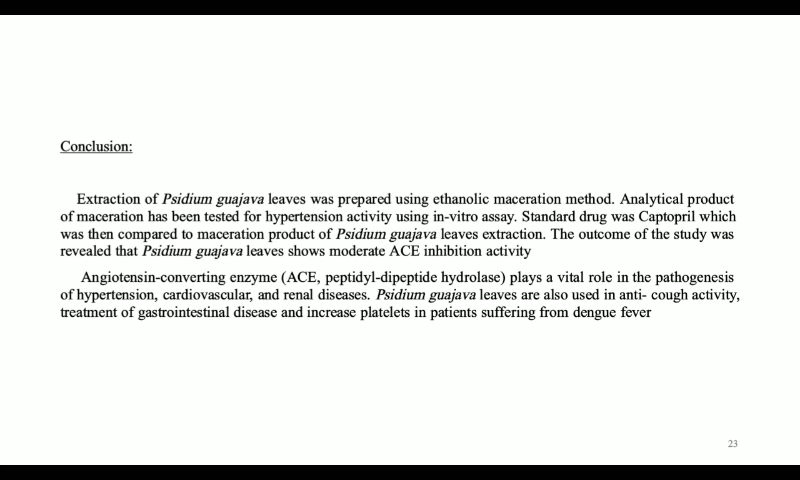 Conclusion:
Extraction of Psidium guajava leaves was prepared using ethanolic maceration method. Analytical product
of maceration has been tested for hypertension activity using in-vitro assay. Standard drug was Captopril which
was then compared to maceration product of Psidium guajava leaves extraction. The outcome of the study was
revealed that Psidium guajava leaves shows moderate ACE inhibition activity
Angiotensin-converting enzyme (ACE, peptidyl-dipeptide hydrolase) plays a vital role in the pathogenesis
of hypertension, cardiovascular, and renal diseases. Psidium guajava leaves are also used in anti- cough activity,
treatment of gastrointestinal disease and increase platelets in patients suffering from dengue fever
23